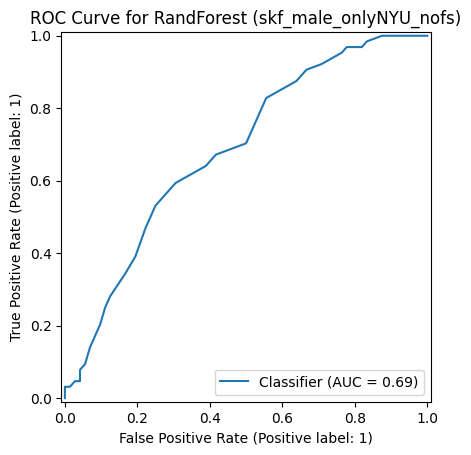 ROC Curve for RandForest (skf_male_onlyNYU_nofs)
1.0
0.8
0.6
0.4
0.2
0.0
True Positive Rate (Positive label: 1)
Classifier (AUC = 0.69)
0.0 0.2 0.4 0.6 0.8 1.0
False Positive Rate (Positive label: 1)